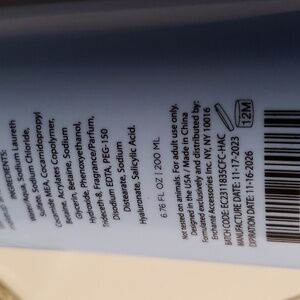 INGREDIENTS:
Water/Aqua, Sodium Laureth
Sulfate, Sodium Chloride,
Cocamide MEA, Cocamidopropyl
Betaine, Acrylates Copolymer,
Glycerin, Betaine, Sodium
Hydroxide, Phenoxyethanol,
Trideceth-8, Fragrance/Parfum,
Disodium EDTA, PEG-150
Distearate, Sodium
Hyaluronate, Salicylic Acid.
6.76 FL OZ | 200 ML
Not tested on animals. For adult use only.
Designed in the USA / Made in China
Formulated exclusively and distributed by:
Enchanté Accessories Inc. NY, NY 10016
BATCH CODE: EC2311835CFC-HAC
MANUFACTURE DATE: 11-17-2023
EXPIRATION DATE: 11-16-2026
12M